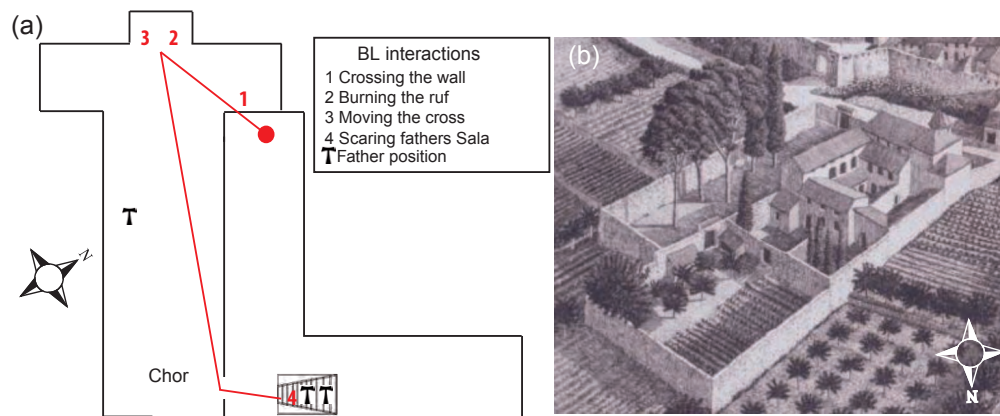 (a)
3 2
1
BL interactions
1 Crossing the wall
2 Burning the ruf
3 Moving the cross
4 Scaring fathers Sala
Father position
N
Chor
4
(b)
N